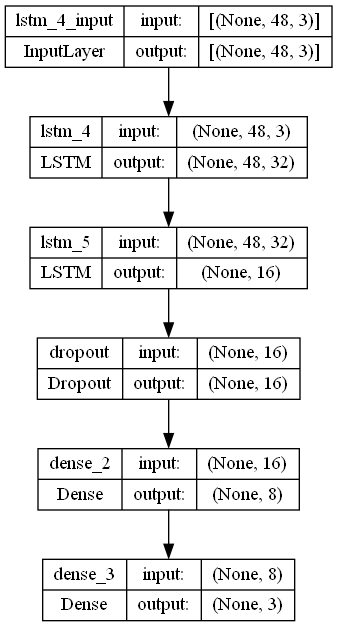 lstm_4_input input: [(None, 48, 3)]
InputLayer output: [(None, 48, 3)]
lstm_4 input: (None, 48, 3)
LSTM output: (None, 48, 32)
lstm_5 input: (None, 48, 32)
LSTM output: (None, 16)
dropout input: (None, 16)
Dropout output: (None, 16)
dense_2 input: (None, 16)
Dense output: (None, 8)
dense_3 input: (None, 8)
Dense output: (None, 3)